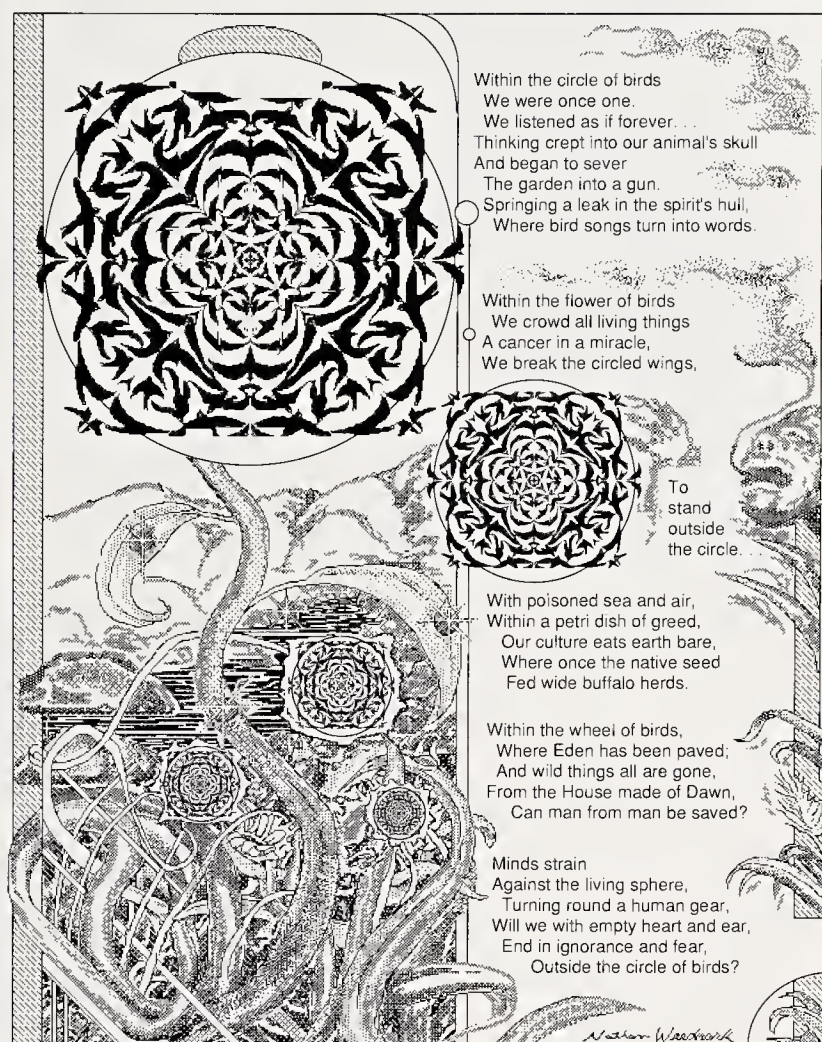 Within the circle of birds
We were once one.
We listened as if forever. . .
Thinking crept into our animal's skull
And began to sever
The garden into a gun.
Springing a leak in the spirit's hull,
Where bird songs turn into words.
Within the flower of birds
We crowd all living things
A cancer in a miracle,
We break the circled wings,
To
stand
outside
the circle. . .
With poisoned sea and air,
Within a petri dish of greed,
Our culture eats earth bare,
Where once the native seed
Fed wide buffalo herds.
Within the wheel of birds,
Where Eden has been paved;
And wild things all are gone,
From the House made of Dawn,
Can man from man be saved?
Minds strain
Against the living sphere,
Turning round a human gear,
Will we with empty heart and ear,
End in ignorance and fear,
Outside the circle of birds?
Nathan